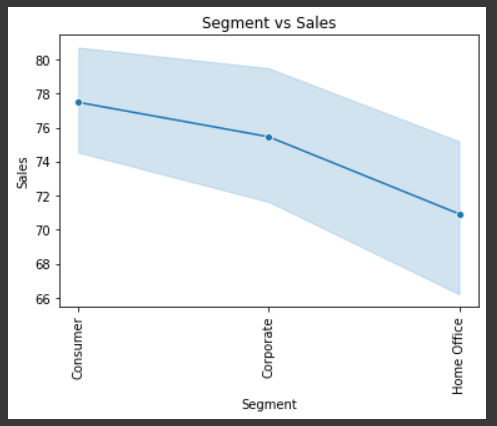 Segment vs Sales
80
78
76
74
72
70
68
66
Sales
Consumer
Corporate
Home Office
Segment